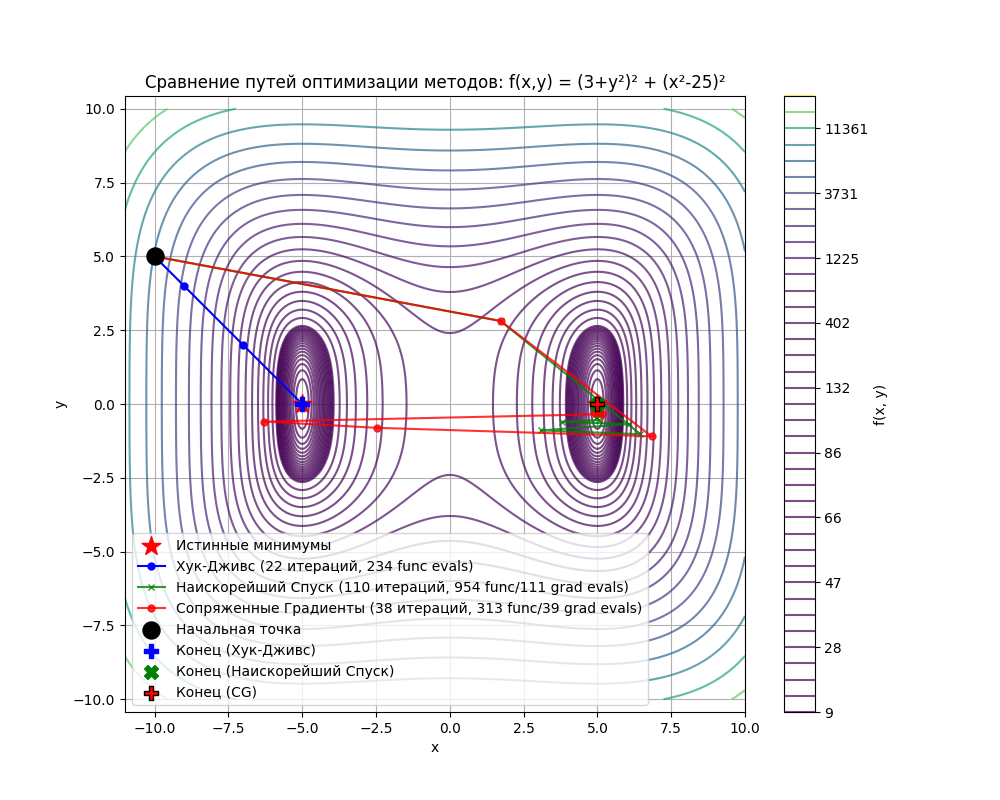 Сравнение путей оптимизации методов: f(x,y) = (3+y²)² + (x²-25)²
10.0
7.5
5.0
2.5
0.0
−2.5
−5.0
−7.5
−10.0
y
Истинные минимумы
Хук-Дживс (22 итераций, 234 func evals)
Наискорейший Спуск (110 итераций, 954 func/111 grad evals)
Сопряженные Градиенты (38 итераций, 313 func/39 grad evals)
Начальная точка
Конец (Хук-Дживс)
Конец (Наискорейший Спуск)
Конец (CG)
−10.0 −7.5 −5.0 −2.5 0.0 2.5 5.0 7.5 10.0
x
11361
3731
1225
402
132
86
66
47
28
9
f(x, y)